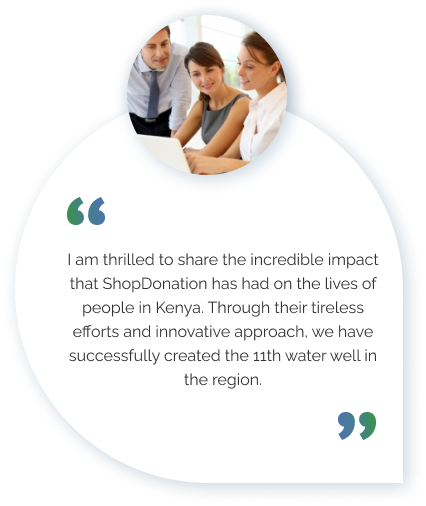 I am thrilled to share the incredible impact
that ShopDonation has had on the lives of
people in Kenya. Through their tireless
efforts and innovative approach, we have
successfully created the 11th water well in
the region.